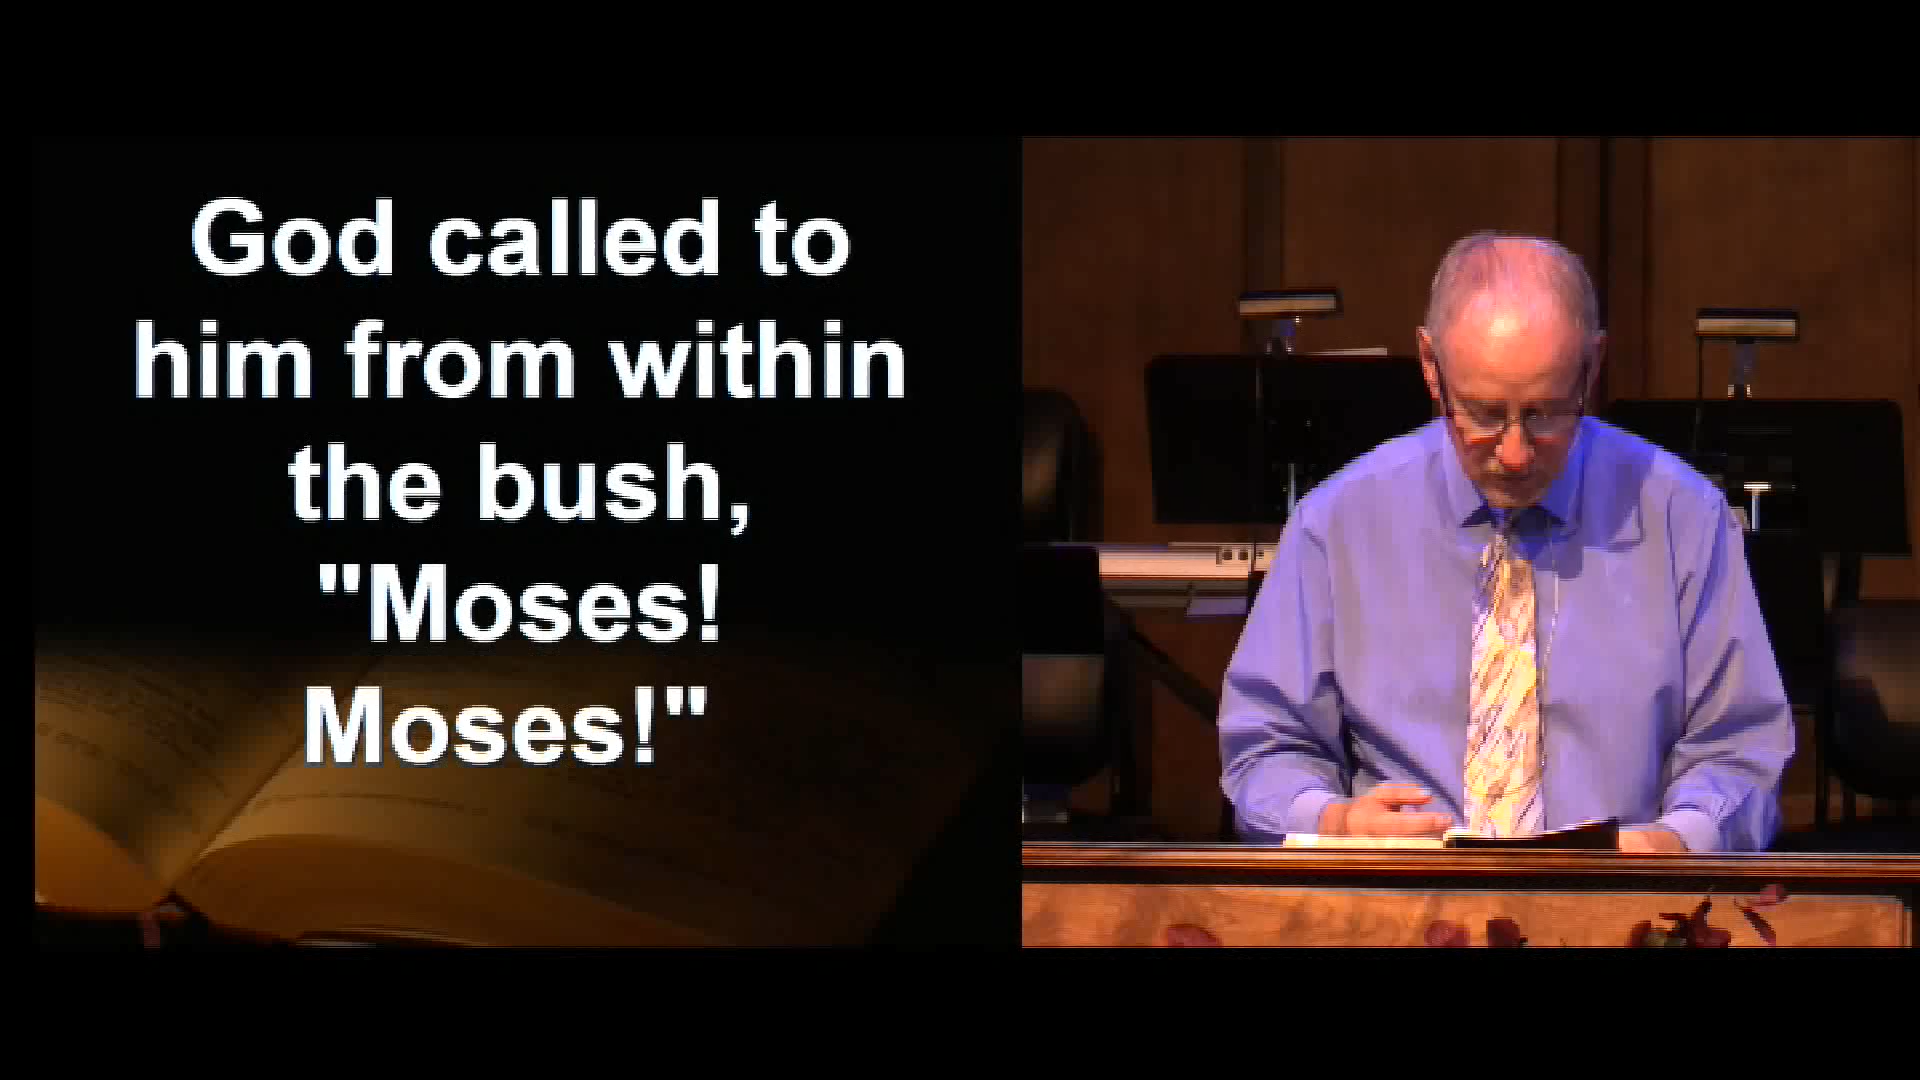 God called to
him from within
the bush,
"Moses!
Moses!"